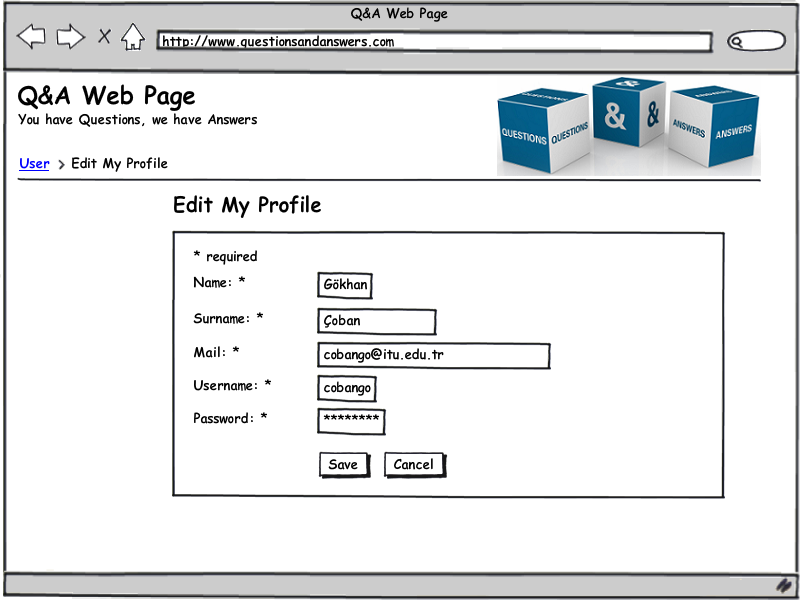 Q&A Web Page
http://www.questionsandanswers.com
Q&A Web Page
You have Questions, we have Answers
QUESTIONS QUESTIONS QUESTIONS
& & &
ANSWERS ANSWERS ANSWERS
User > Edit My Profile
Edit My Profile
* required
Name: * Gökhan
Surname: * Çoban
Mail: * cobango@itu.edu.tr
Username: * cobango
Password: * ********
Save Cancel